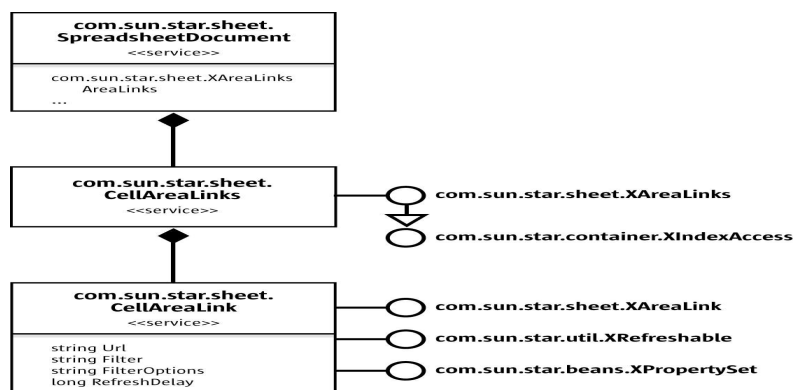 com.sun.star.sheet.
SpreadsheetDocument
<<service>>
com.sun.star.sheet.XAreaLinks
AreaLinks
...
com.sun.star.sheet.
CellAreaLinks
<<service>>
com.sun.star.sheet.XAreaLinks
com.sun.star.container.XIndexAccess
com.sun.star.sheet.
CellAreaLink
<<service>>
string Url
string Filter
string FilterOptions
long RefreshDelay
com.sun.star.sheet.XAreaLink
com.sun.star.util.XRefreshable
com.sun.star.beans.XPropertySet